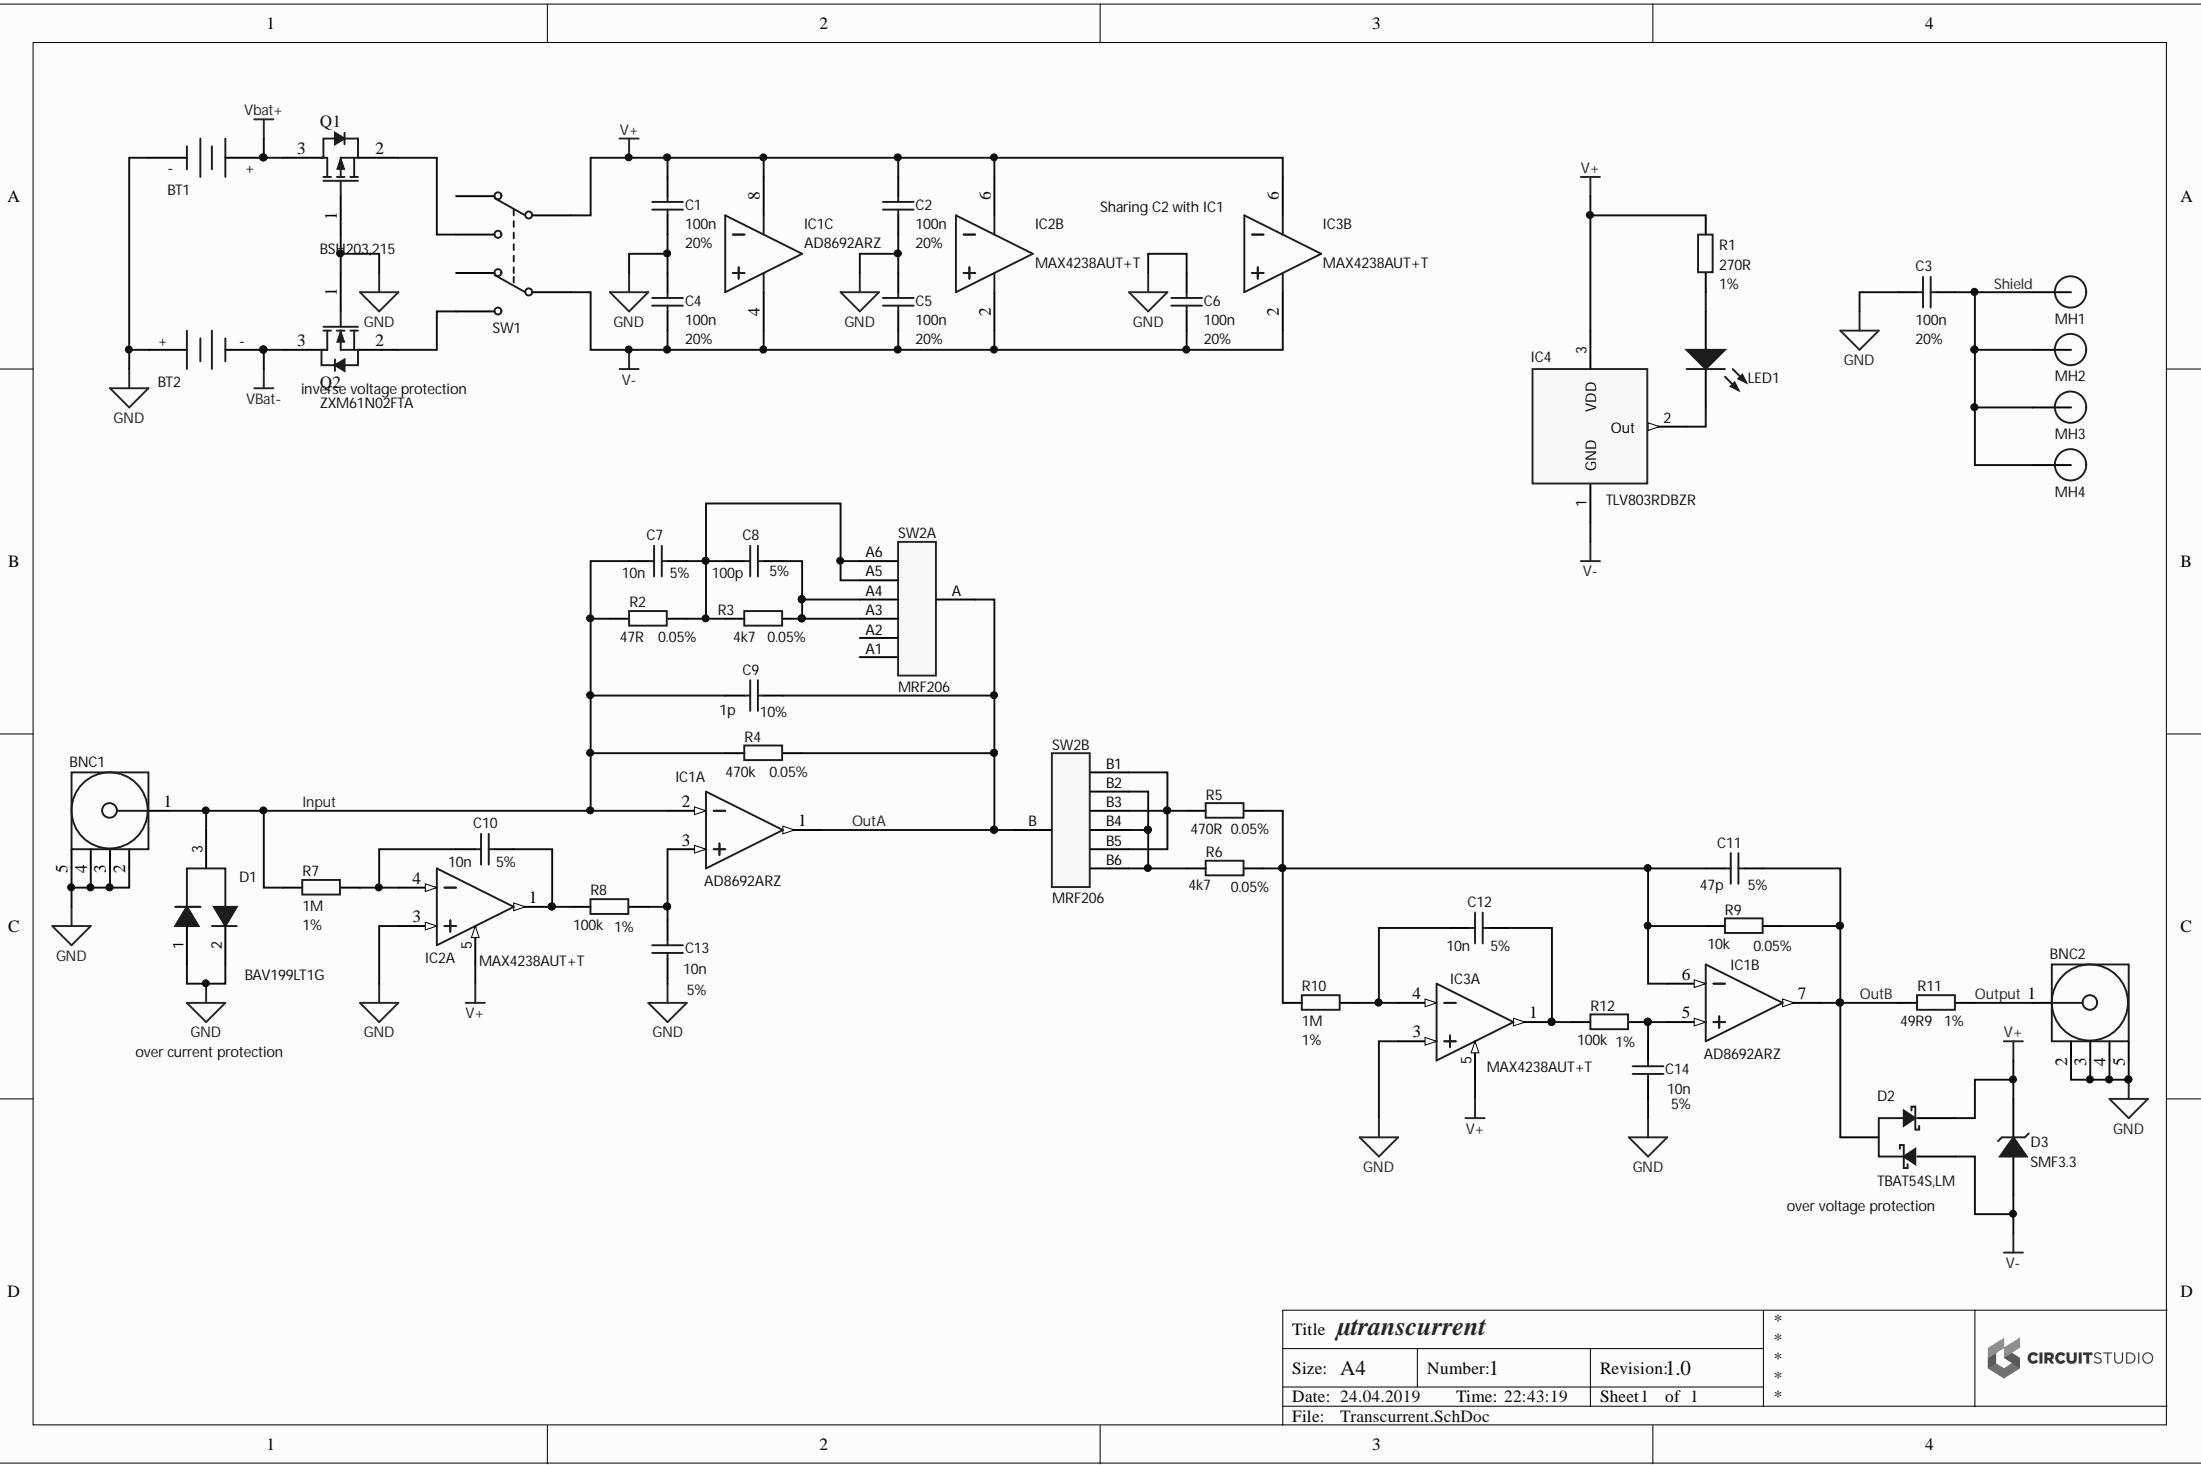 1 2 3 4
A A
B B
C C
D D
1 2 3 4
Vbat+
Q1
3 2
- +
BT1
1
BSH203,215
1
GND
+ -
BT2
3 2
Q2
inverse voltage protection
ZXM61N02FTA
GND
VBat-
SW1
V+
C1
100n
20%
GND
C4
100n
20%
V-
8
IC1C
AD8692ARZ
4
C2
100n
20%
GND
C5
100n
20%
6
IC2B
MAX4238AUT+T
2
Sharing C2 with IC1
GND
C6
100n
20%
6
IC3B
MAX4238AUT+T
2
V+
R1
270R
1%
LED1
IC4
3
VDD
Out
2
GND
1
TLV803RDBZR
V-
C3
100n
20%
GND
Shield
MH1
MH2
MH3
MH4
C7
10n 5%
C8
100p 5%
R2
47R 0.05%
R3
4k7 0.05%
SW2A
A6
A5
A4
A3
A2
A1
A
MRF206
C9
1p 10%
R4
470k 0.05%
BNC1
1
5 4 3 2
GND
Input
3
D1
1 2
BAV199LT1G
GND
over current protection
R7
1M
1%
C10
10n 5%
4
3
1
5
IC2A
MAX4238AUT+T
GND
V+
R8
100k 1%
C13
10n
5%
GND
IC1A
2
3
1
AD8692ARZ
OutA
B
SW2B
B1
B2
B3
B4
B5
B6
MRF206
R5
470R 0.05%
R6
4k7 0.05%
R10
1M
1%
C12
10n 5%
IC3A
4
3
1
5
MAX4238AUT+T
GND
V+
R12
100k 1%
C14
10n
5%
GND
C11
47p 5%
R9
10k 0.05%
IC1B
6
5
7
AD8692ARZ
OutB
R11
49R9 1%
Output 1
BNC2
2 3 4 5
GND
V+
D2
TBAT54S,LM
D3
SMF3.3
over voltage protection
V-
Title µtranscurrent
Size: A4 Number:1 Revision:1.0
Date: 24.04.2019 Time: 22:43:19 Sheet1 of 1
File: Transcurrent.SchDoc
*
*
*
*
*
CIRCUITSTUDIO